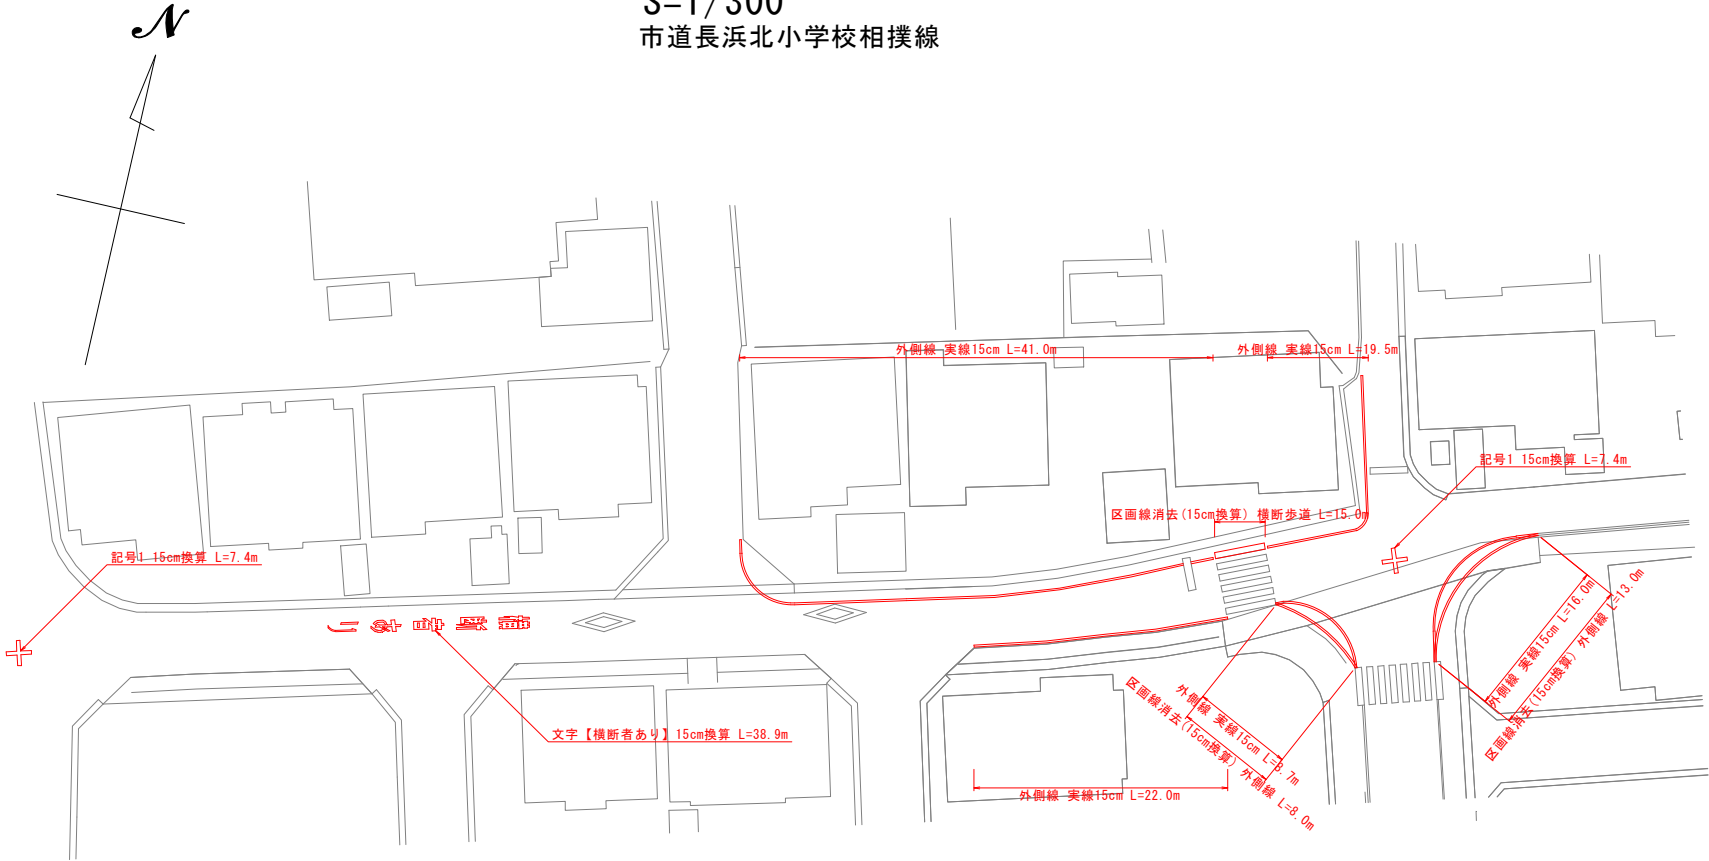 S=1/300
市道長浜北小学校相撲線
N
外側線 実線15cm L=41.0m
外側線 実線15cm L=19.5m
記号1 15cm換算 L=7.4m
区画線消去(15cm換算) 横断歩道 L=15.0m
記号1 15cm換算 L=7.4m
横断者あり
文字【横断者あり】15cm換算 L=38.9m
外側線 実線15cm L=22.0m
外側線 実線15cm L=8.7m
区画線消去(15cm換算) 外側線 L=8.0m
外側線 実線15cm L=16.0m
区画線消去(15cm換算) 外側線 L=13.0m